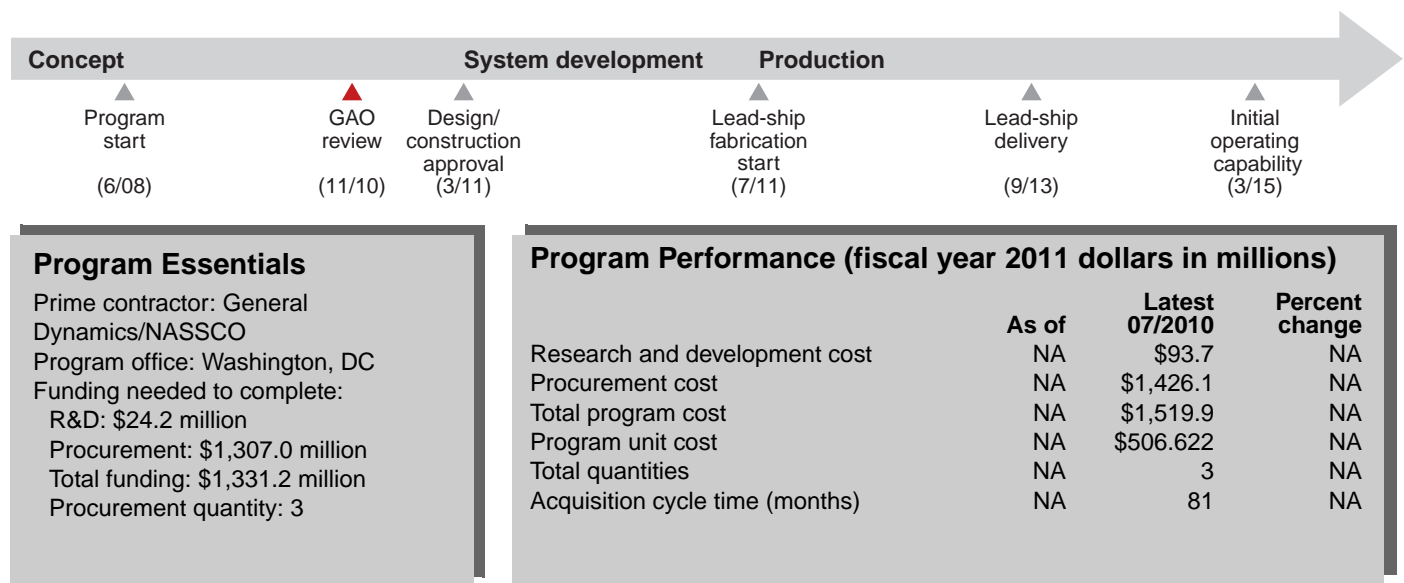 Concept System development Production
Program start (6/08)
GAO review (11/10)
Design/ construction approval (3/11)
Lead-ship fabrication start (7/11)
Lead-ship delivery (9/13)
Initial operating capability (3/15)
Program Essentials
Prime contractor: General
Dynamics/NASSCO
Program office: Washington, DC
Funding needed to complete:
R&D: $24.2 million
Procurement: $1,307.0 million
Total funding: $1,331.2 million
Procurement quantity: 3
Program Performance (fiscal year 2011 dollars in millions)
As of Latest 07/2010 Percent change
Research and development cost NA $93.7 NA
Procurement cost NA $1,426.1 NA
Total program cost NA $1,519.9 NA
Program unit cost NA $506.622 NA
Total quantities NA 3 NA
Acquisition cycle time (months) NA 81 NA